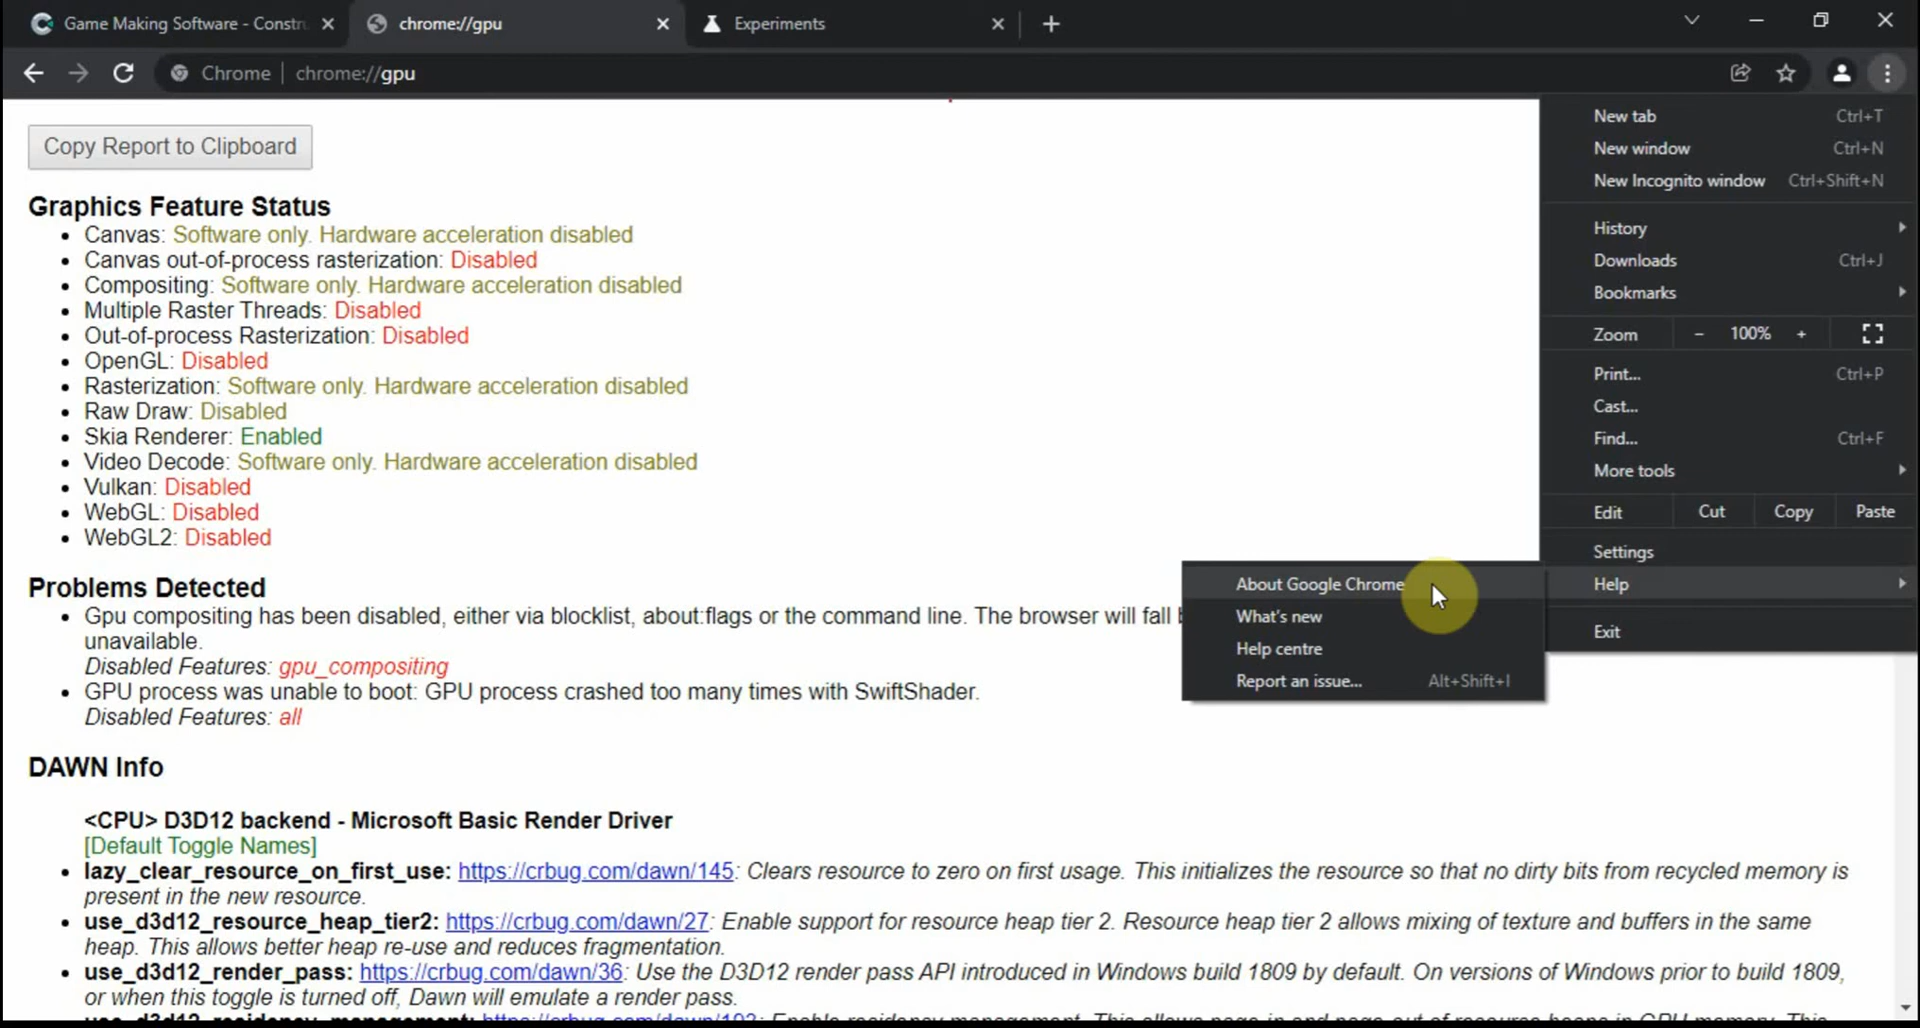 Game Making Software - Constru
chrome://gpu
Experiments
Chrome | chrome://gpu
Copy Report to Clipboard
Graphics Feature Status
• Canvas: Software only. Hardware acceleration disabled
• Canvas out-of-process rasterization: Disabled
• Compositing: Software only. Hardware acceleration disabled
• Multiple Raster Threads: Disabled
• Out-of-process Rasterization: Disabled
• OpenGL: Disabled
• Rasterization: Software only. Hardware acceleration disabled
• Raw Draw: Disabled
• Skia Renderer: Enabled
• Video Decode: Software only. Hardware acceleration disabled
• Vulkan: Disabled
• WebGL: Disabled
• WebGL2: Disabled
Problems Detected
• Gpu compositing has been disabled, either via blocklist, about:flags or the command line. The browser will fall
unavailable.
Disabled Features: gpu_compositing
• GPU process was unable to boot: GPU process crashed too many times with SwiftShader.
Disabled Features: all
DAWN Info
<CPU> D3D12 backend - Microsoft Basic Render Driver
[Default Toggle Names]
• lazy_clear_resource_on_first_use: https://crbug.com/dawn/145: Clears resource to zero on first usage. This initializes the resource so that no dirty bits from recycled memory is
present in the new resource.
• use_d3d12_resource_heap_tier2: https://crbug.com/dawn/27: Enable support for resource heap tier 2. Resource heap tier 2 allows mixing of texture and buffers in the same
heap. This allows better heap re-use and reduces fragmentation.
• use_d3d12_render_pass: https://crbug.com/dawn/36: Use the D3D12 render pass API introduced in Windows build 1809 by default. On versions of Windows prior to build 1809,
or when this toggle is turned off, Dawn will emulate a render pass.
New tab Ctrl+T
New window Ctrl+N
New Incognito window Ctrl+Shift+N
History
Downloads Ctrl+J
Bookmarks
Zoom - 100% +
Print... Ctrl+P
Cast...
Find... Ctrl+F
More tools
Edit Cut Copy Paste
Settings
Help
Exit
About Google Chrome
What's new
Help centre
Report an issue... Alt+Shift+I